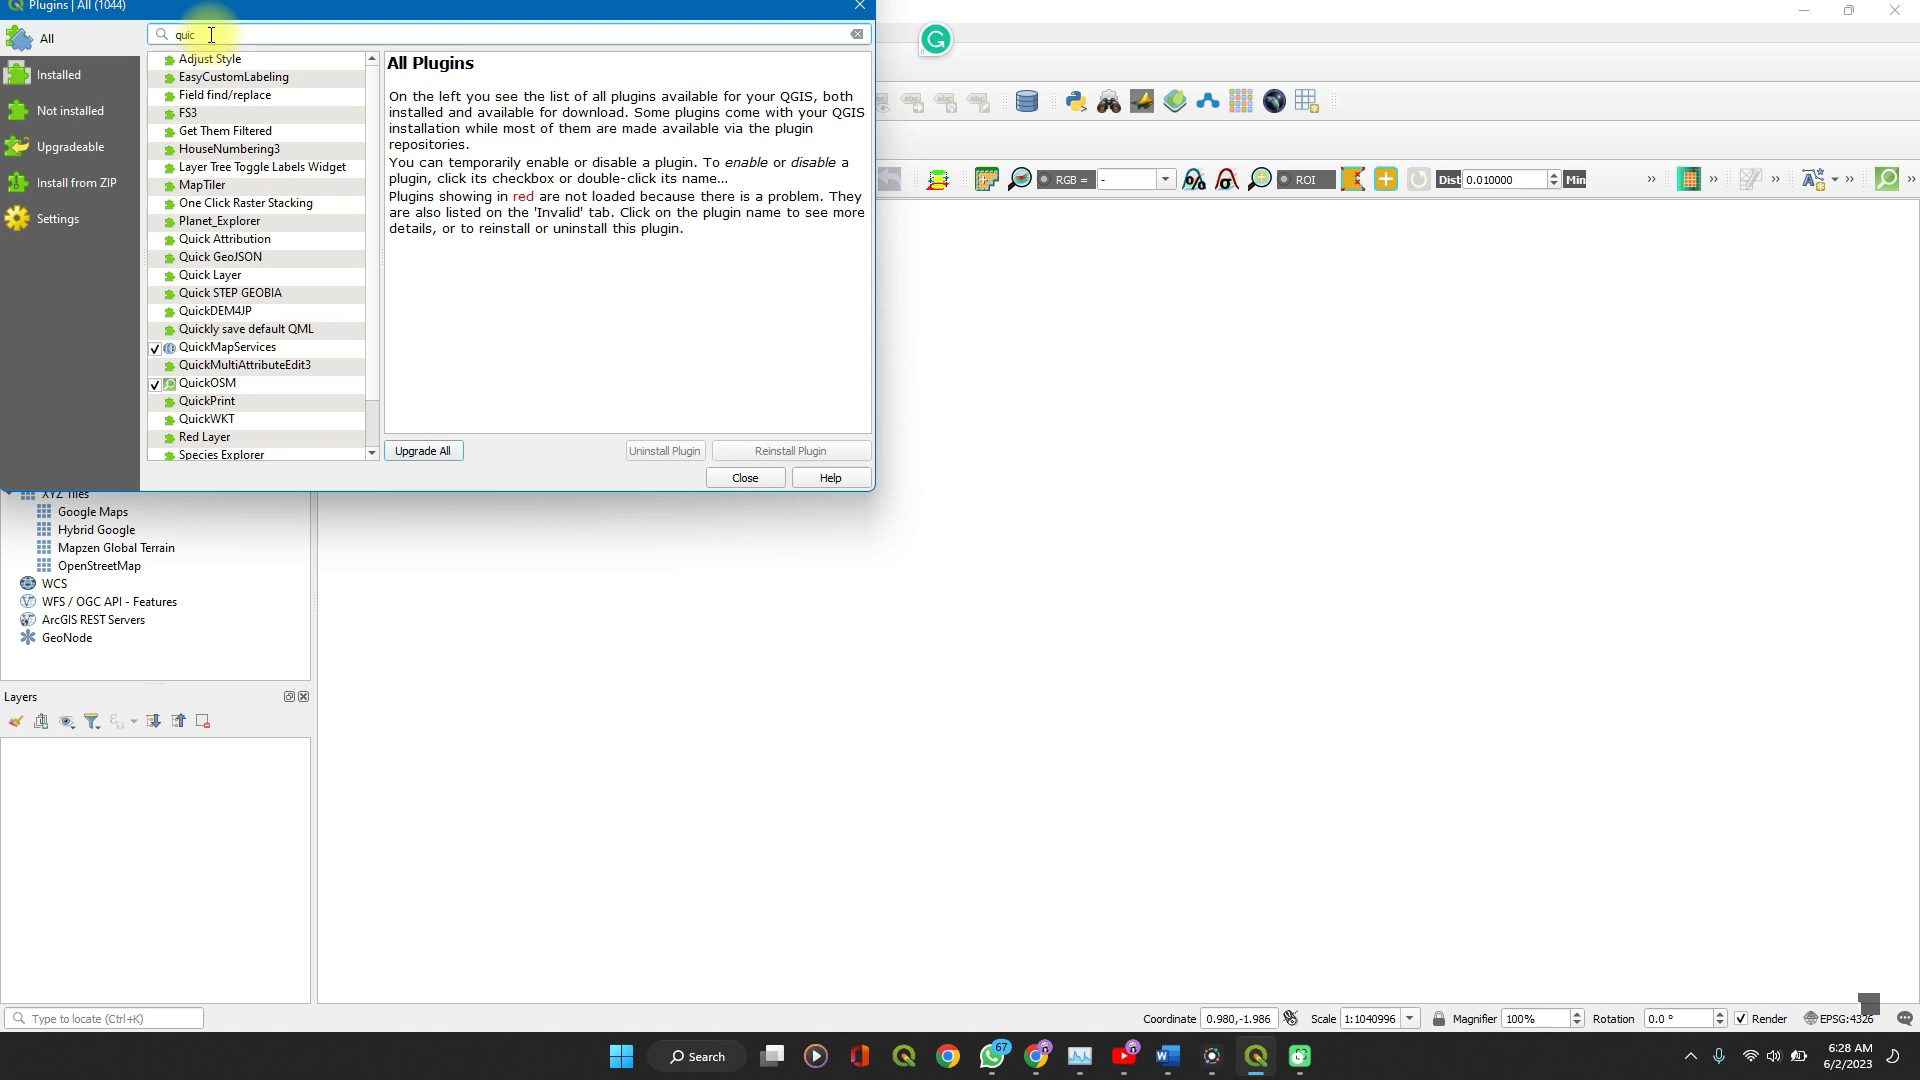 Plugins | All (1044)
All
Installed
Not installed
Upgradeable
Install from ZIP
Settings
quic
Adjust Style
EasyCustomLabeling
Field find/replace
FS3
Get Them Filtered
HouseNumbering3
Layer Tree Toggle Labels Widget
MapTiler
One Click Raster Stacking
Planet_Explorer
Quick Attribution
Quick GeoJSON
Quick Layer
Quick STEP GEOBIA
QuickDEM4JP
Quickly save default QML
QuickMapServices
QuickMultiAttributeEdit3
QuickOSM
QuickPrint
QuickWKT
Red Layer
Species Explorer
All Plugins
On the left you see the list of all plugins available for your QGIS, both
installed and available for download. Some plugins come with your QGIS
installation while most of them are made available via the plugin
repositories.
You can temporarily enable or disable a plugin. To enable or disable a
plugin, click its checkbox or double-click its name...
Plugins showing in red are not loaded because there is a problem. They
are also listed on the 'Invalid' tab. Click on the plugin name to see more
details, or to reinstall or uninstall this plugin.
Upgrade All
Uninstall Plugin
Reinstall Plugin
Close
Help
RGB =
-
ROI
Dist
0.010000
Min
XYZ Tiles
Google Maps
Hybrid Google
Mapzen Global Terrain
OpenStreetMap
WCS
WFS / OGC API - Features
ArcGIS REST Servers
GeoNode
Layers
Type to locate (Ctrl+K)
Coordinate
0.980,-1.986
Scale
1:1040996
Magnifier
100%
Rotation
0.0 °
Render
EPSG:4326
Search
67
6:28 AM
6/2/2023